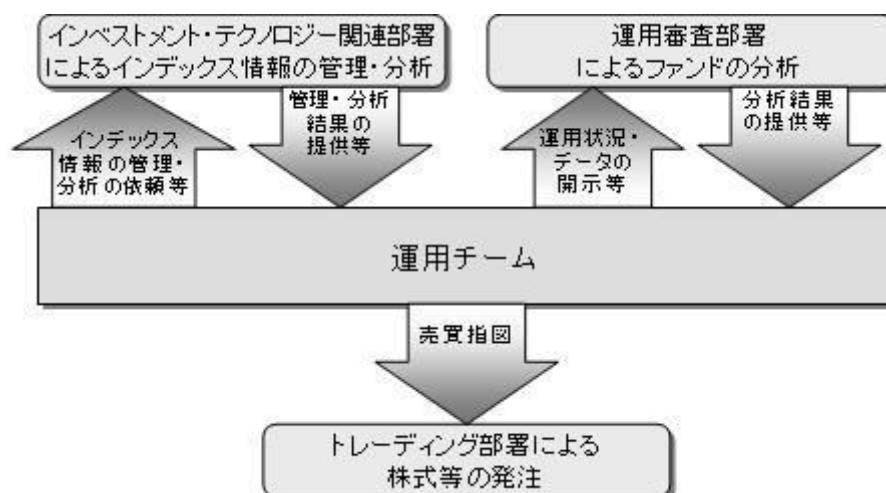 インベストメント・テクノロジー関連部署
によるインデックス情報の管理・分析
運用審査部署
によるファンドの分析
インデックス
情報の管理・
分析の依頼等
管理・分析
結果の
提供等
運用状況・
データの
開示等
分析結果
の提供等
運用チーム
売買指図
トレーディング部署による
株式等の発注